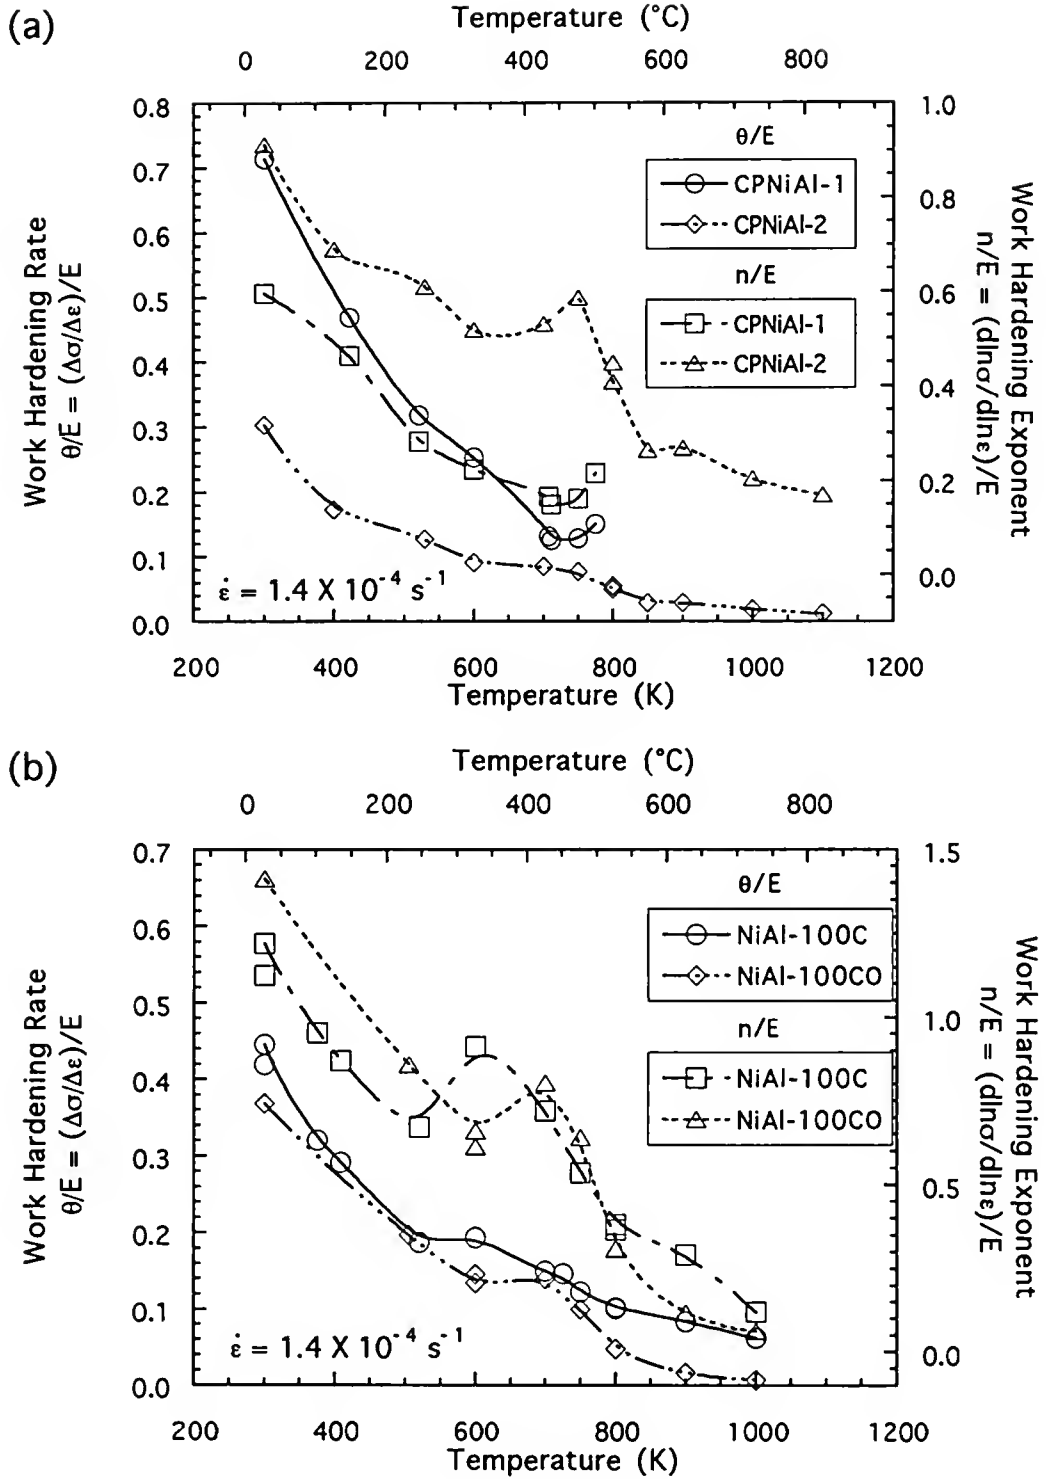 (a)
Temperature (°C)
0 200 400 600 800
0.8 1.0
θ/E
0.7
CPNiAl-1
0.8
0.6
CPNiAl-2
n/E
0.5 0.6
CPNiAl-1
0.4
CPNiAl-2
0.4
0.3
0.2 0.2
0.1
0.0
ε̇ = 1.4 X 10⁻⁴ s⁻¹
0.0
Work Hardening Rate
θ/E = (Δσ/Δε)/E
Work Hardening Exponent
n/E = (dlnσ/dlnε)/E
200 400 600 800 1000 1200
Temperature (K)
(b)
Temperature (°C)
0 200 400 600 800
0.7 1.5
θ/E
0.6
NiAl-100C
NiAl-100CO
0.5
1.0
n/E
0.4
NiAl-100C
NiAl-100CO
0.3
0.5
0.2
0.1
0.0
ε̇ = 1.4 X 10⁻⁴ s⁻¹
0.0
Work Hardening Rate
θ/E = (Δσ/Δε)/E
Work Hardening Exponent
n/E = (dlnσ/dlnε)/E
200 400 600 800 1000 1200
Temperature (K)